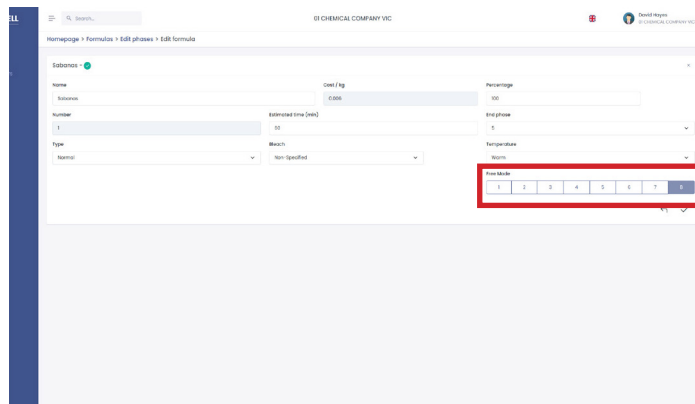 ELL
Search...
01 CHEMICAL COMPANY VIC
David Hayes
01 CHEMICAL COMPANY VIC
Homepage > Formulas > Edit phases > Edit formula
Sabanas -
Name
Cost / kg
Percentage
Sabanas
0.006
100
Number
Estimated time (min)
End phase
1
60
5
Type
Bleach
Temperature
Normal
Non-Specified
Warm
Free Mode
1 2 3 4 5 6 7 8